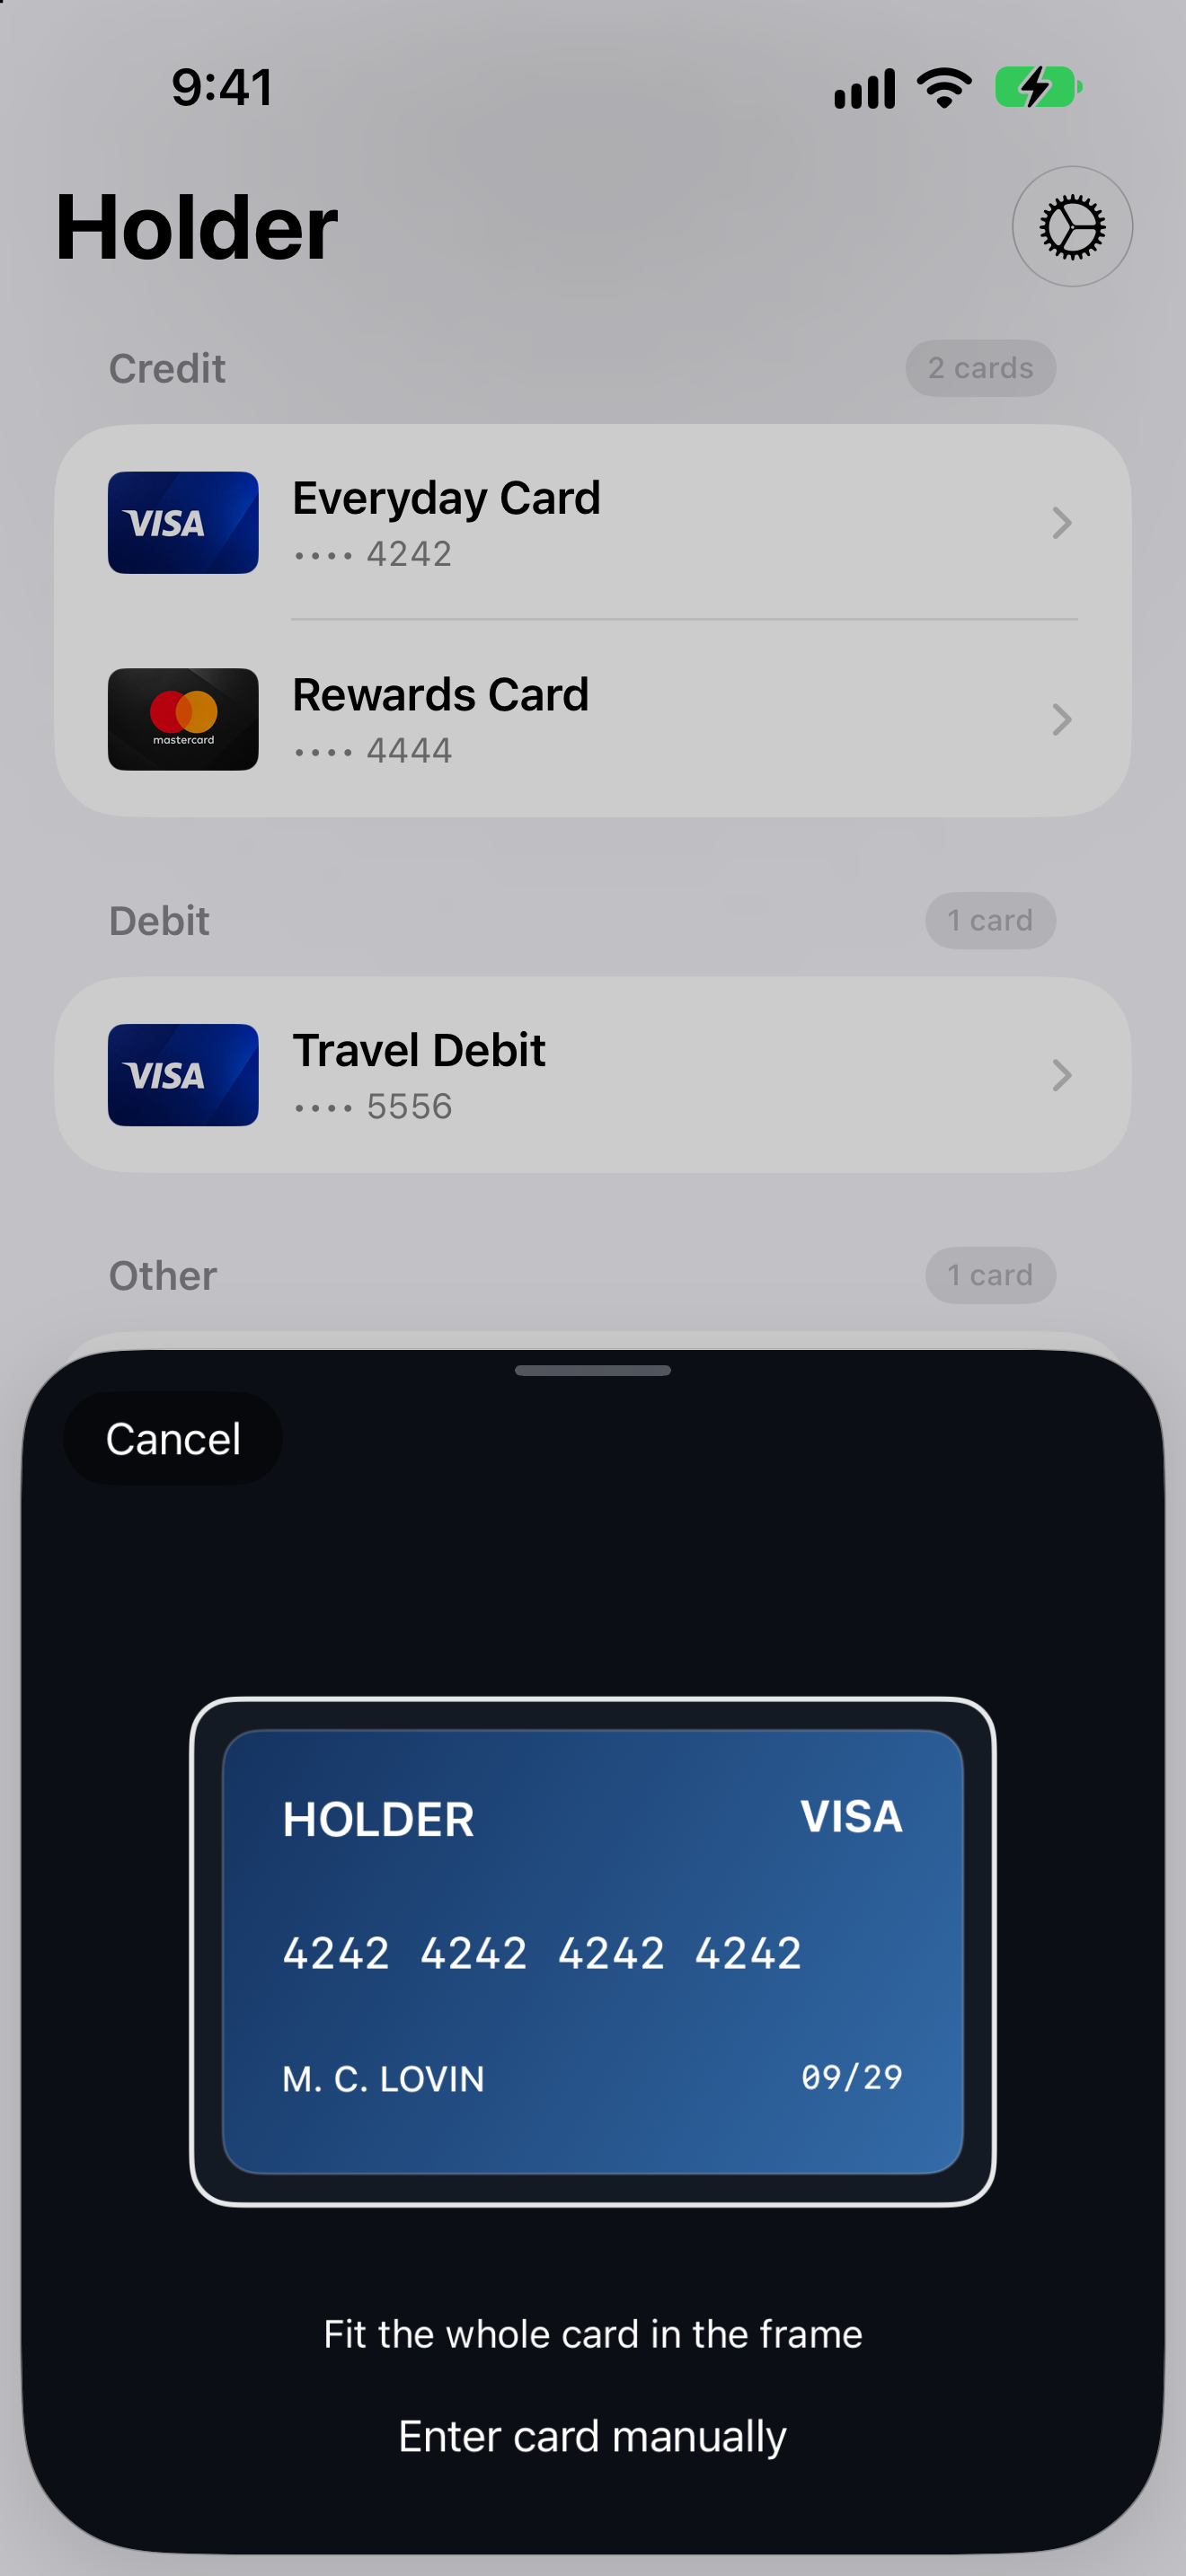 9:41
Holder
Credit
2 cards
VISA
Everyday Card
•••• 4242
mastercard
Rewards Card
•••• 4444
Debit
1 card
VISA
Travel Debit
•••• 5556
Other
1 card
Cancel
HOLDER
VISA
4242 4242 4242 4242
M. C. LOVIN
09/29
Fit the whole card in the frame
Enter card manually